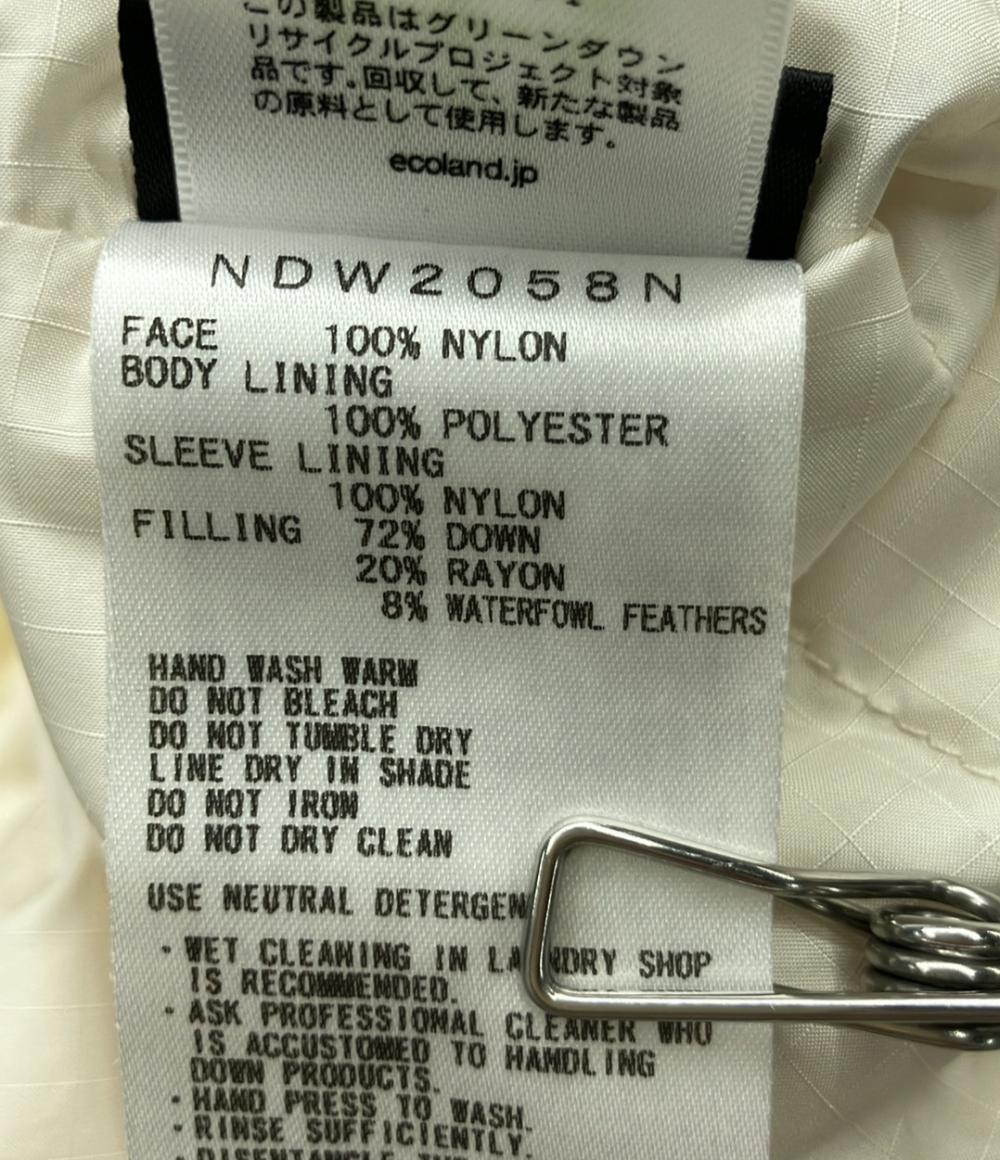 この製品はグリーンダウン
リサイクルプロジェクト対象
品です。回収して、新たな製品
の原料として使用します。
ecoland.jp
NDW2058N
FACE 100% NYLON
BODY LINING
100% POLYESTER
SLEEVE LINING
100% NYLON
FILLING 72% DOWN
20% RAYON
8% WATERFOWL FEATHERS
HAND WASH WARM
DO NOT BLEACH
DO NOT TUMBLE DRY
LINE DRY IN SHADE
DO NOT IRON
DO NOT DRY CLEAN
USE NEUTRAL DETERGEN
・WET CLEANING IN LA NDRY SHOP
IS RECOMMENDED.
・ASK PROFESSIONAL CLEANER WHO
IS ACCUSTOMED TO HANDLING
DOWN PRODUCTS.
・HAND PRESS TO WASH.
・RINSE SUFFICIENTLY.